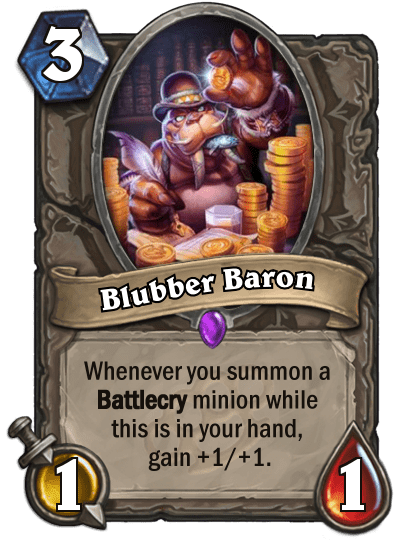 3
Blubber Baron
Whenever you summon a
Battlecry minion while
this is in your hand,
gain +1/+1.
1
1